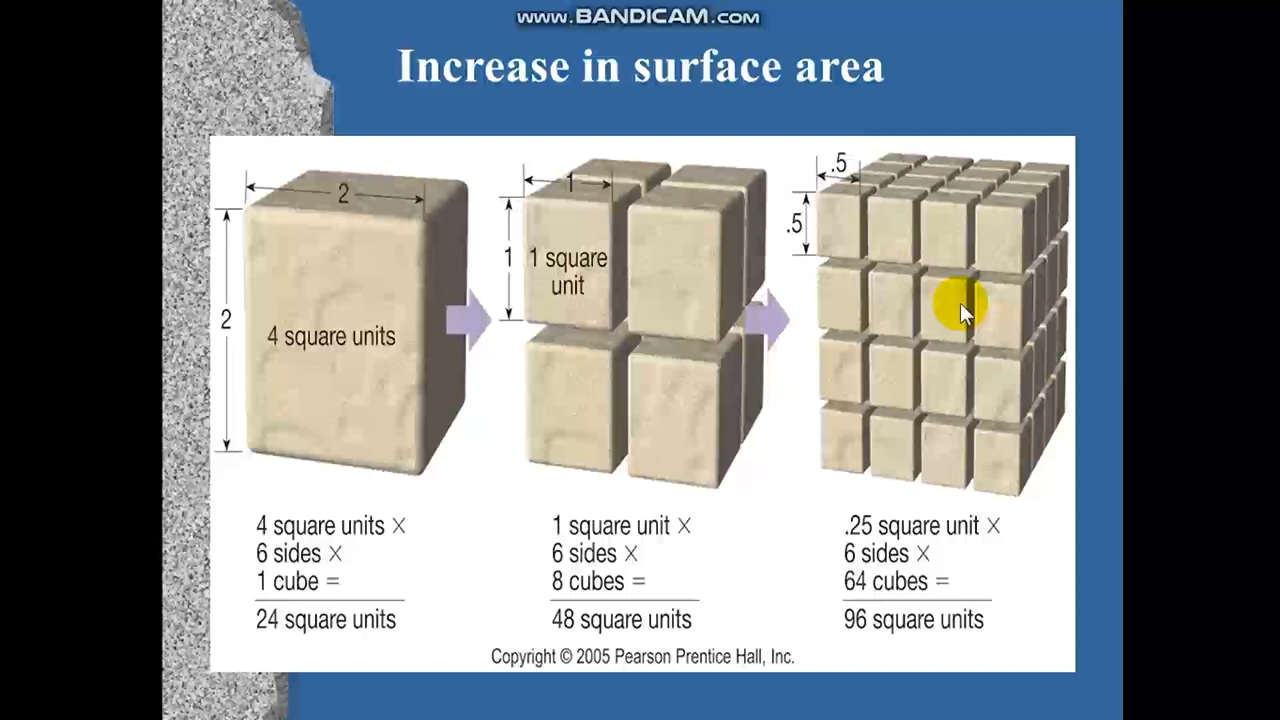 www.BANDICAM.com
Increase in surface area
2
2
4 square units
1
1
1 square
unit
.5
.5
4 square units ×
6 sides ×
1 cube =
24 square units
1 square unit ×
6 sides ×
8 cubes =
48 square units
.25 square unit ×
6 sides ×
64 cubes =
96 square units
Copyright © 2005 Pearson Prentice Hall, Inc.